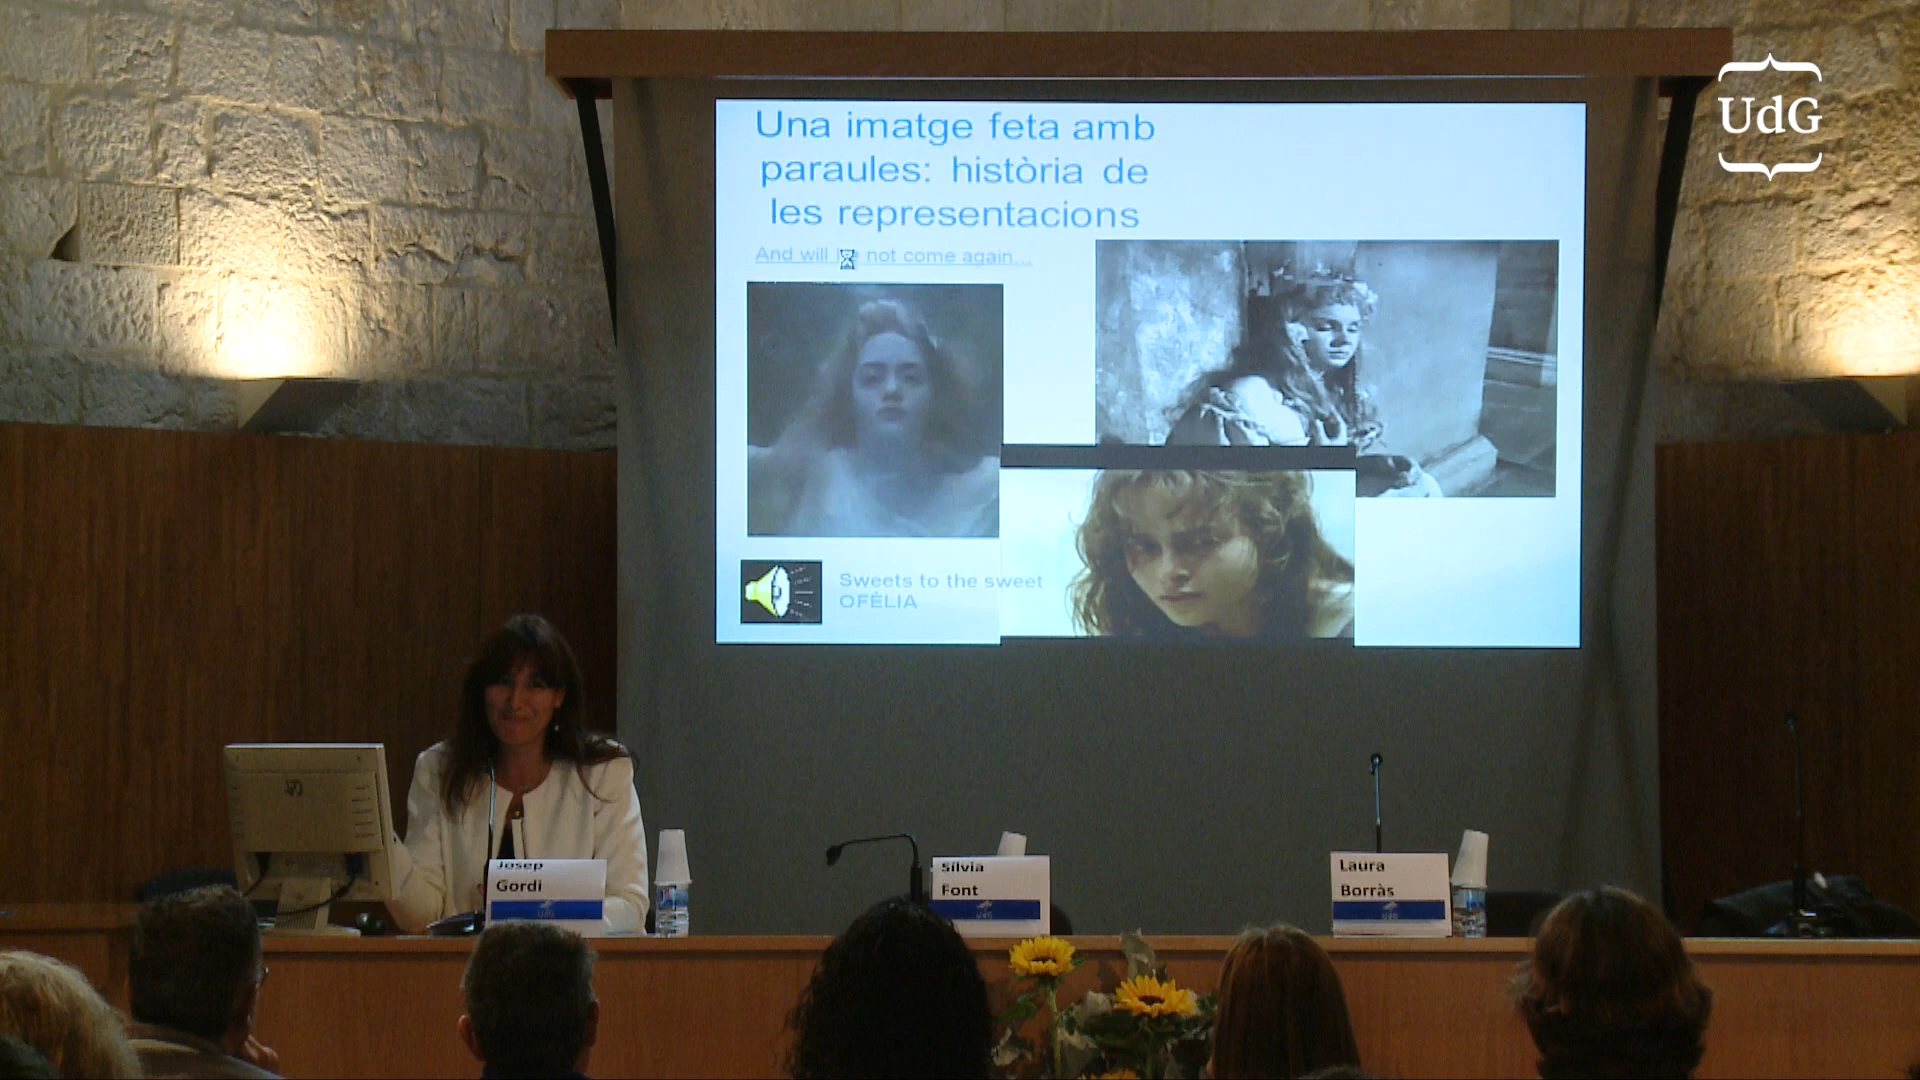 UdG
Una imatge feta amb
paraules: història de
les representacions
And will he not come again...
Sweets to the sweet
OFÈLIA
Josep
Gordi
Sílvia
Font
Laura
Borràs